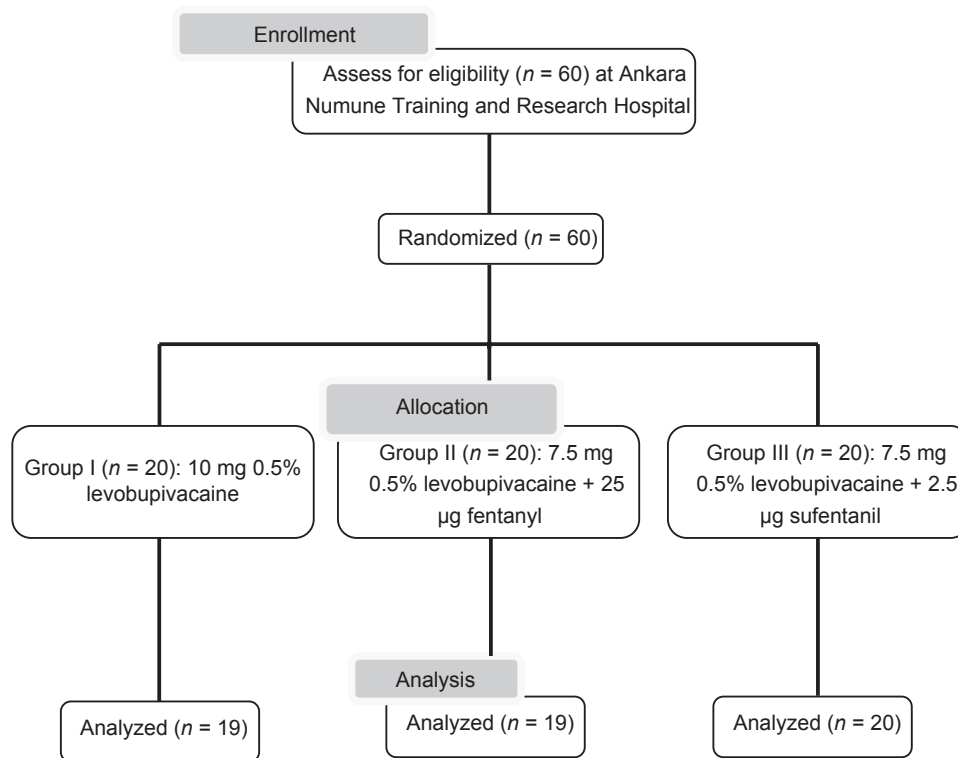 Enrollment
Assess for eligibility (n = 60) at Ankara
Numune Training and Research Hospital
Randomized (n = 60)
Allocation
Group I (n = 20): 10 mg 0.5%
levobupivacaine
Group II (n = 20): 7.5 mg
0.5% levobupivacaine + 25
µg fentanyl
Group III (n = 20): 7.5 mg
0.5% levobupivacaine + 2.5
µg sufentanil
Analysis
Analyzed (n = 19)
Analyzed (n = 19)
Analyzed (n = 20)